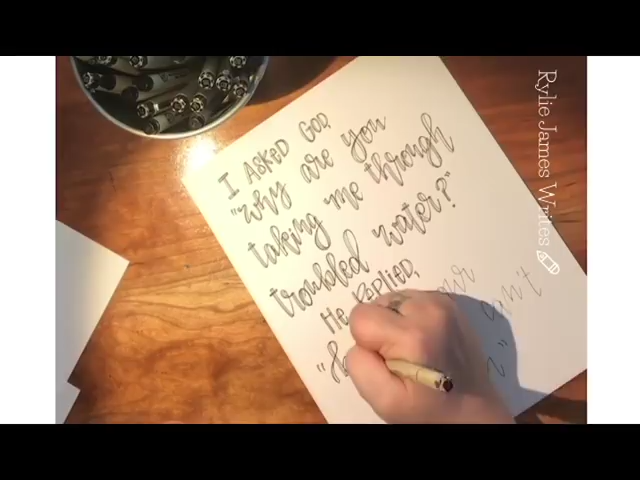 I ASKED GOD,
"why are you
taking me through
troubled water?"
HE REPLIED,
can't
Rylie James Writes